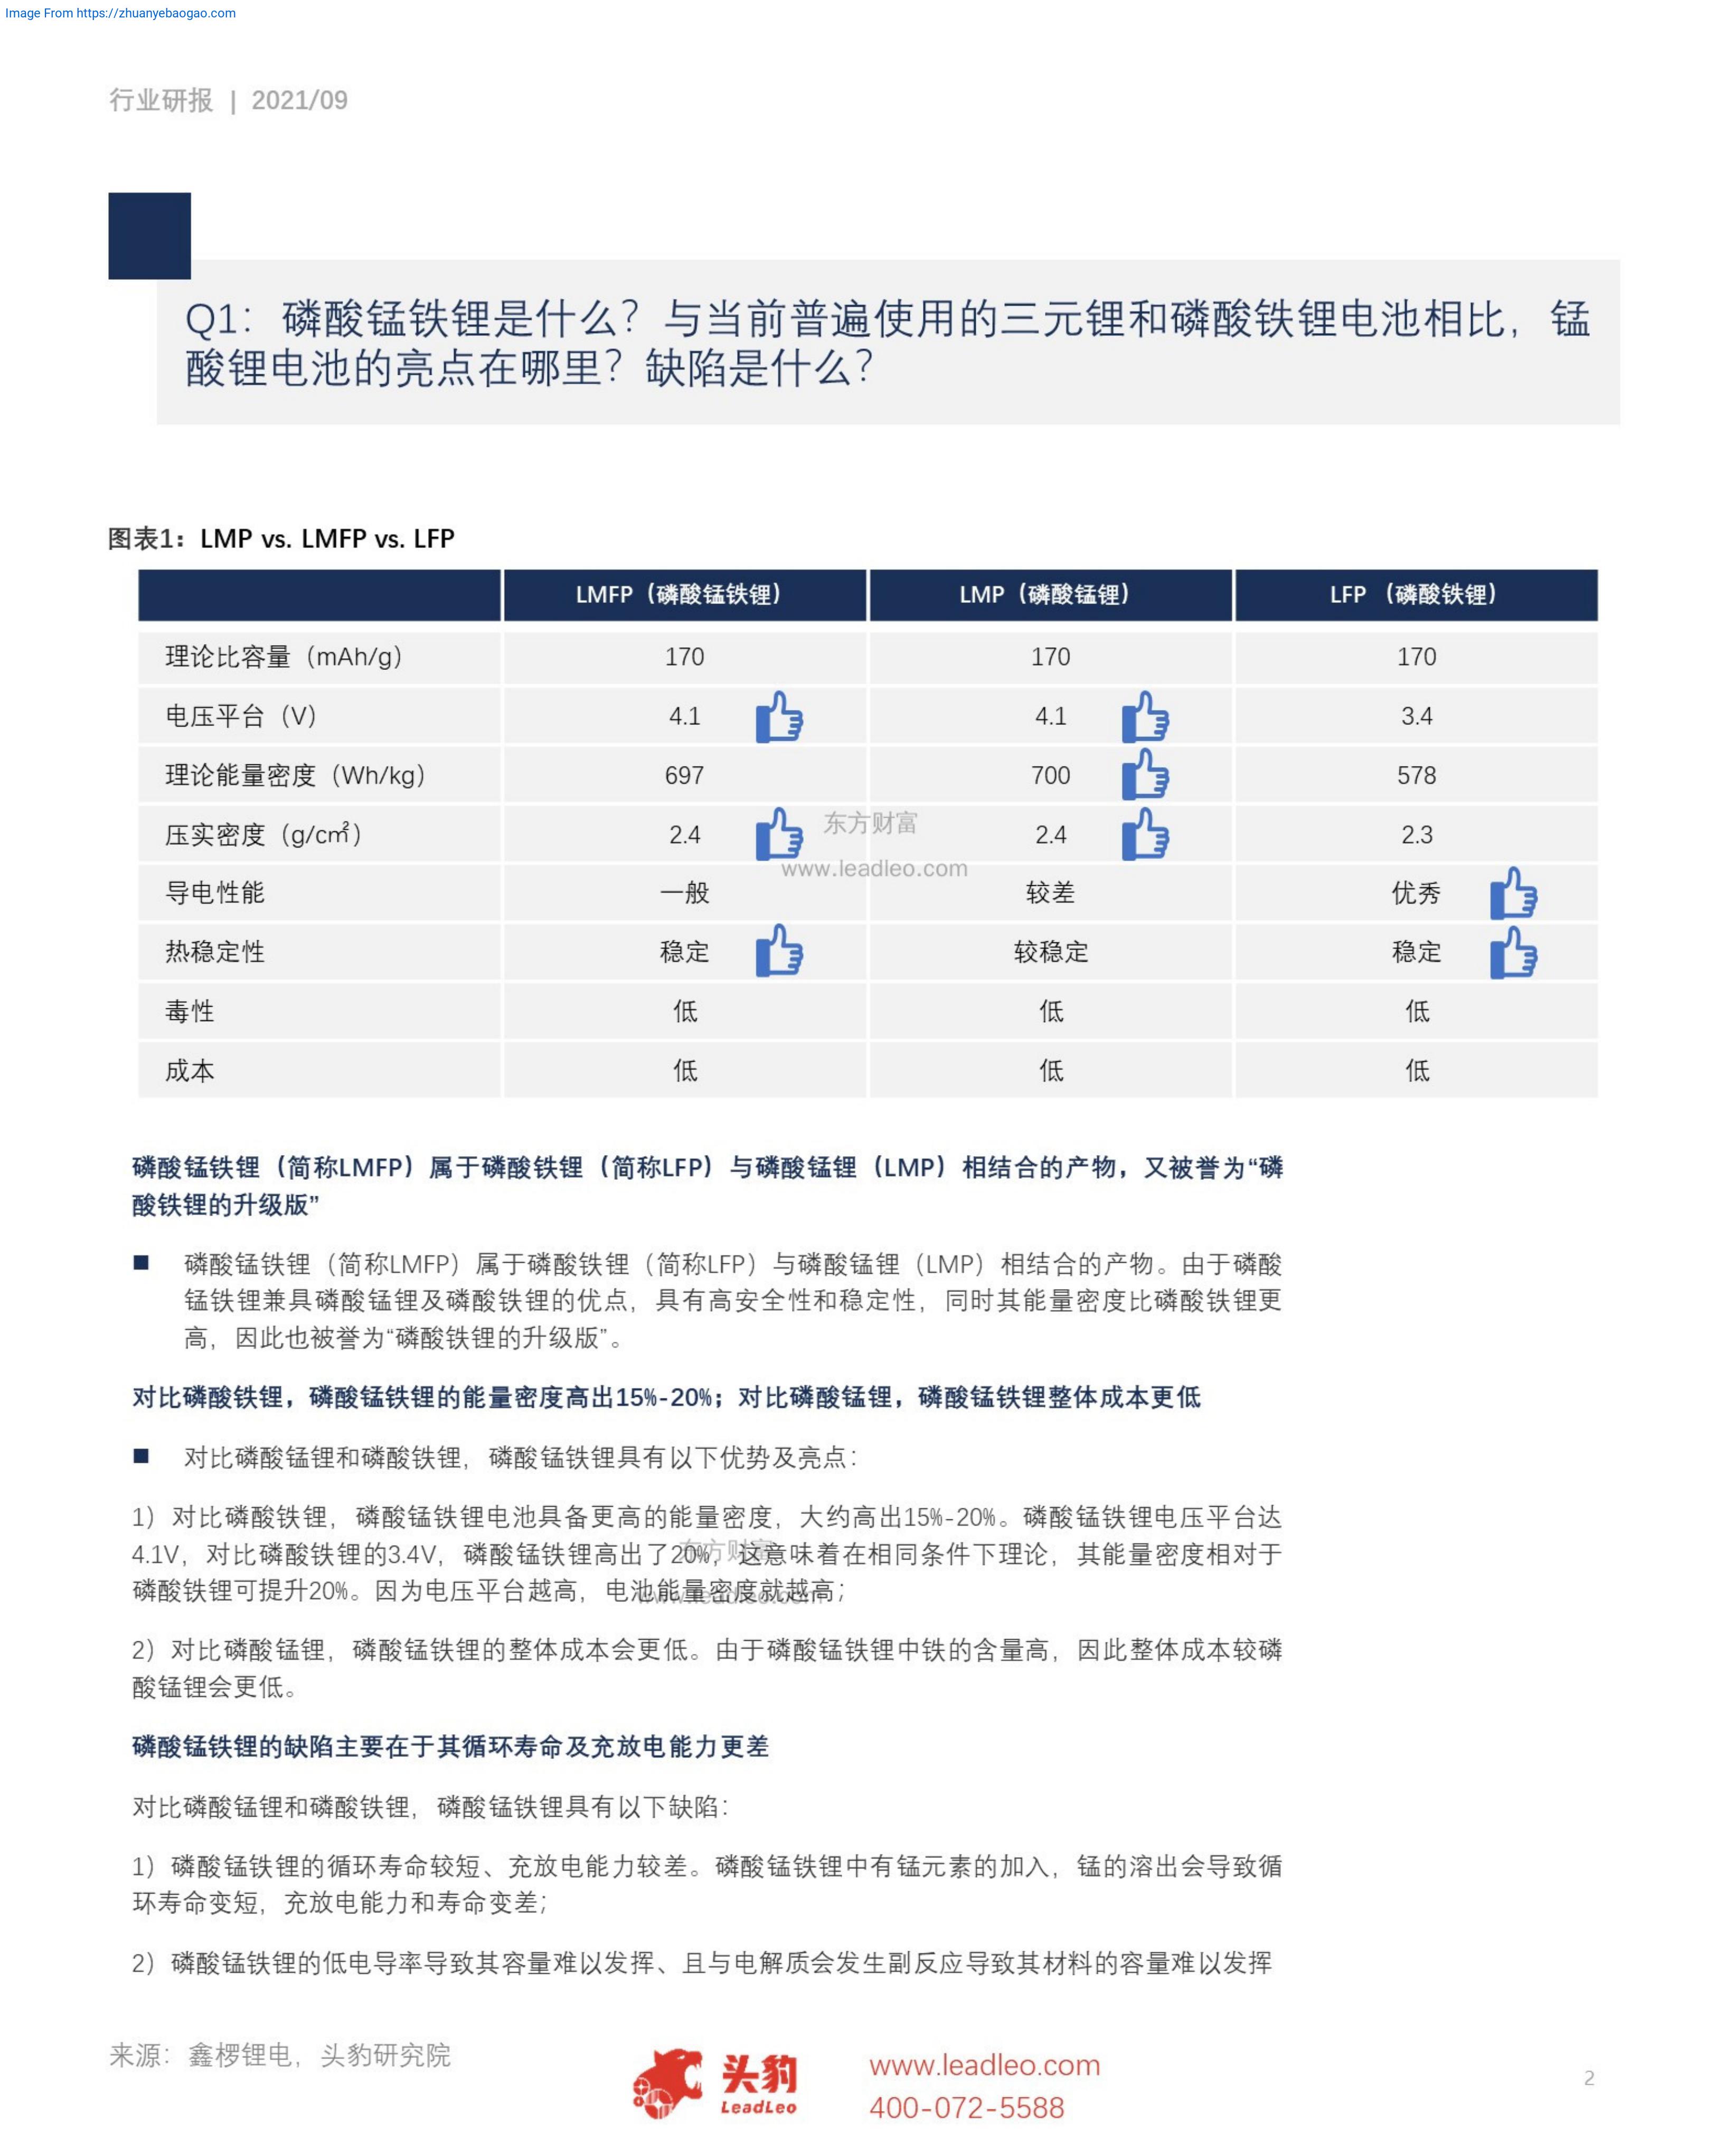 Image From https://zhuanyebaogao.com
行业研报 | 2021/09
Q1：磷酸锰铁锂是什么？与当前普遍使用的三元锂和磷酸铁锂电池相比，锰
酸锂电池的亮点在哪里？缺陷是什么？
图表1：LMP vs. LMFP vs. LFP
LMFP（磷酸锰铁锂） LMP（磷酸锰锂） LFP （磷酸铁锂）
理论比容量（mAh/g） 170 170 170
电压平台（V） 4.1 4.1 3.4
理论能量密度（Wh/kg） 697 700 578
压实密度（g/cm²） 2.4 2.4 2.3
东方财富
www.leadleo.com
导电性能 一般 较差 优秀
热稳定性 稳定 较稳定 稳定
毒性 低 低 低
成本 低 低 低
磷酸锰铁锂（简称LMFP）属于磷酸铁锂（简称LFP）与磷酸锰锂（LMP）相结合的产物，又被誉为“磷
酸铁锂的升级版”
■ 磷酸锰铁锂（简称LMFP）属于磷酸铁锂（简称LFP）与磷酸锰锂（LMP）相结合的产物。由于磷酸
锰铁锂兼具磷酸锰锂及磷酸铁锂的优点，具有高安全性和稳定性，同时其能量密度比磷酸铁锂更
高，因此也被誉为“磷酸铁锂的升级版”。
对比磷酸铁锂，磷酸锰铁锂的能量密度高出15%-20%；对比磷酸锰锂，磷酸锰铁锂整体成本更低
■ 对比磷酸锰锂和磷酸铁锂，磷酸锰铁锂具有以下优势及亮点：
1）对比磷酸铁锂，磷酸锰铁锂电池具备更高的能量密度，大约高出15%-20%。磷酸锰铁锂电压平台达
4.1V，对比磷酸铁锂的3.4V，磷酸锰铁锂高出了20%，这意味着在相同条件下理论，其能量密度相对于
磷酸铁锂可提升20%。因为电压平台越高，电池能量密度就越高；
东方财富
www.leadleo.com
2）对比磷酸锰锂，磷酸锰铁锂的整体成本会更低。由于磷酸锰铁锂中铁的含量高，因此整体成本较磷
酸锰锂会更低。
磷酸锰铁锂的缺陷主要在于其循环寿命及充放电能力更差
对比磷酸锰锂和磷酸铁锂，磷酸锰铁锂具有以下缺陷：
1）磷酸锰铁锂的循环寿命较短、充放电能力较差。磷酸锰铁锂中有锰元素的加入，锰的溶出会导致循
环寿命变短，充放电能力和寿命变差；
2）磷酸锰铁锂的低电导率导致其容量难以发挥、且与电解质会发生副反应导致其材料的容量难以发挥
来源：鑫椤锂电，头豹研究院
头豹
LeadLeo
www.leadleo.com
400-072-5588
2